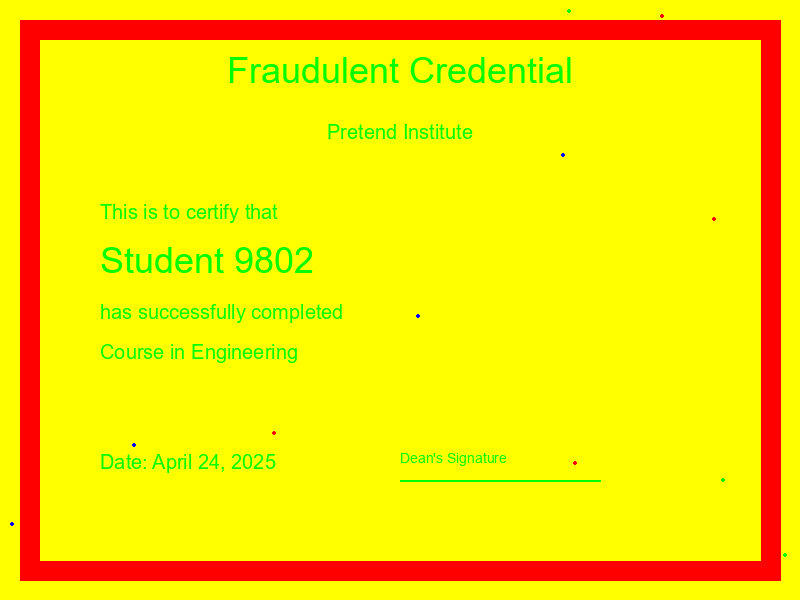 Fraudulent Credential
Pretend Institute
This is to certify that
Student 9802
has successfully completed
Course in Engineering
Date: April 24, 2025
Dean's Signature